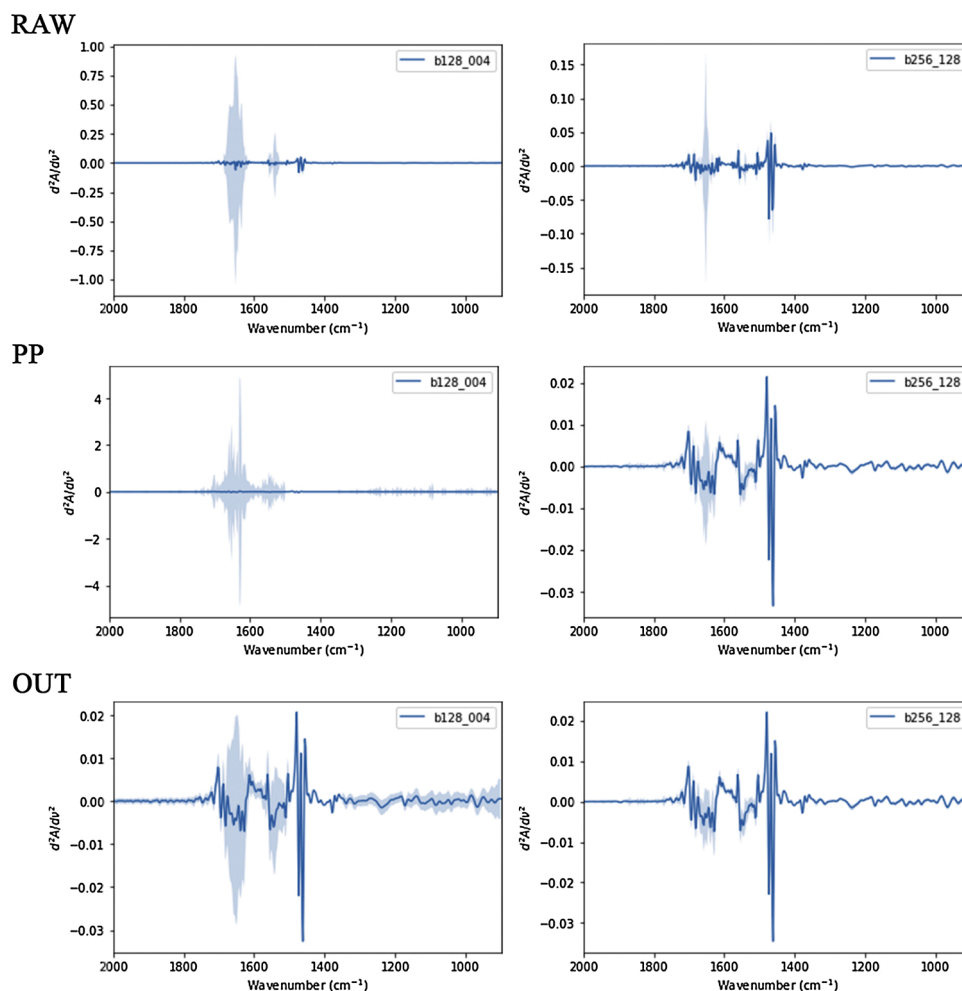 RAW
b128_004
1.00
0.75
0.50
0.25
0.00
−0.25
−0.50
−0.75
−1.00
d²A/dν²
2000 1800 1600 1400 1200 1000
Wavenumber (cm⁻¹)
b256_128
0.15
0.10
0.05
0.00
−0.05
−0.10
−0.15
d²A/dν²
2000 1800 1600 1400 1200 1000
Wavenumber (cm⁻¹)
PP
b128_004
4
2
0
−2
−4
d²A/dν²
2000 1800 1600 1400 1200 1000
Wavenumber (cm⁻¹)
b256_128
0.02
0.01
0.00
−0.01
−0.02
−0.03
d²A/dν²
2000 1800 1600 1400 1200 1000
Wavenumber (cm⁻¹)
OUT
b128_004
0.02
0.01
0.00
−0.01
−0.02
−0.03
d²A/dν²
2000 1800 1600 1400 1200 1000
Wavenumber (cm⁻¹)
b256_128
0.02
0.01
0.00
−0.01
−0.02
−0.03
d²A/dν²
2000 1800 1600 1400 1200 1000
Wavenumber (cm⁻¹)